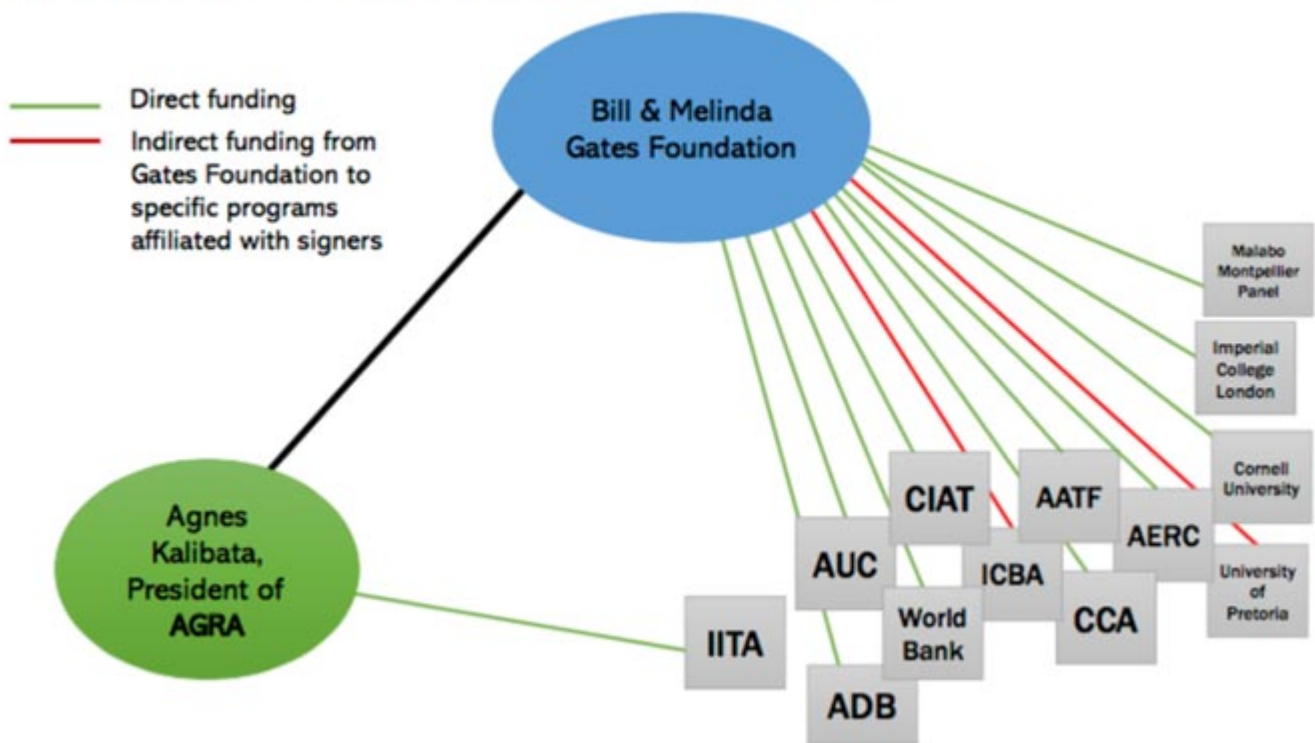 Direct funding
Indirect funding from
Gates Foundation to
specific programs
affiliated with signers
Bill & Melinda
Gates Foundation
Agnes
Kalibata,
President of
AGRA
Malabo
Montpellier
Panel
Imperial
College
London
Cornell
University
University
of
Pretoria
CIAT
AATF
AERC
AUC
ICBA
World
Bank
CCA
IITA
ADB